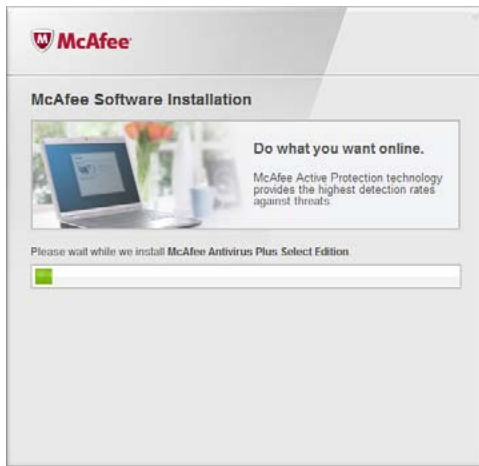 McAfee
McAfee Software Installation
Do what you want online.
McAfee Active Protection technology
provides the highest detection rates
against threats.
Please wait while we install McAfee Antivirus Plus Select Edition